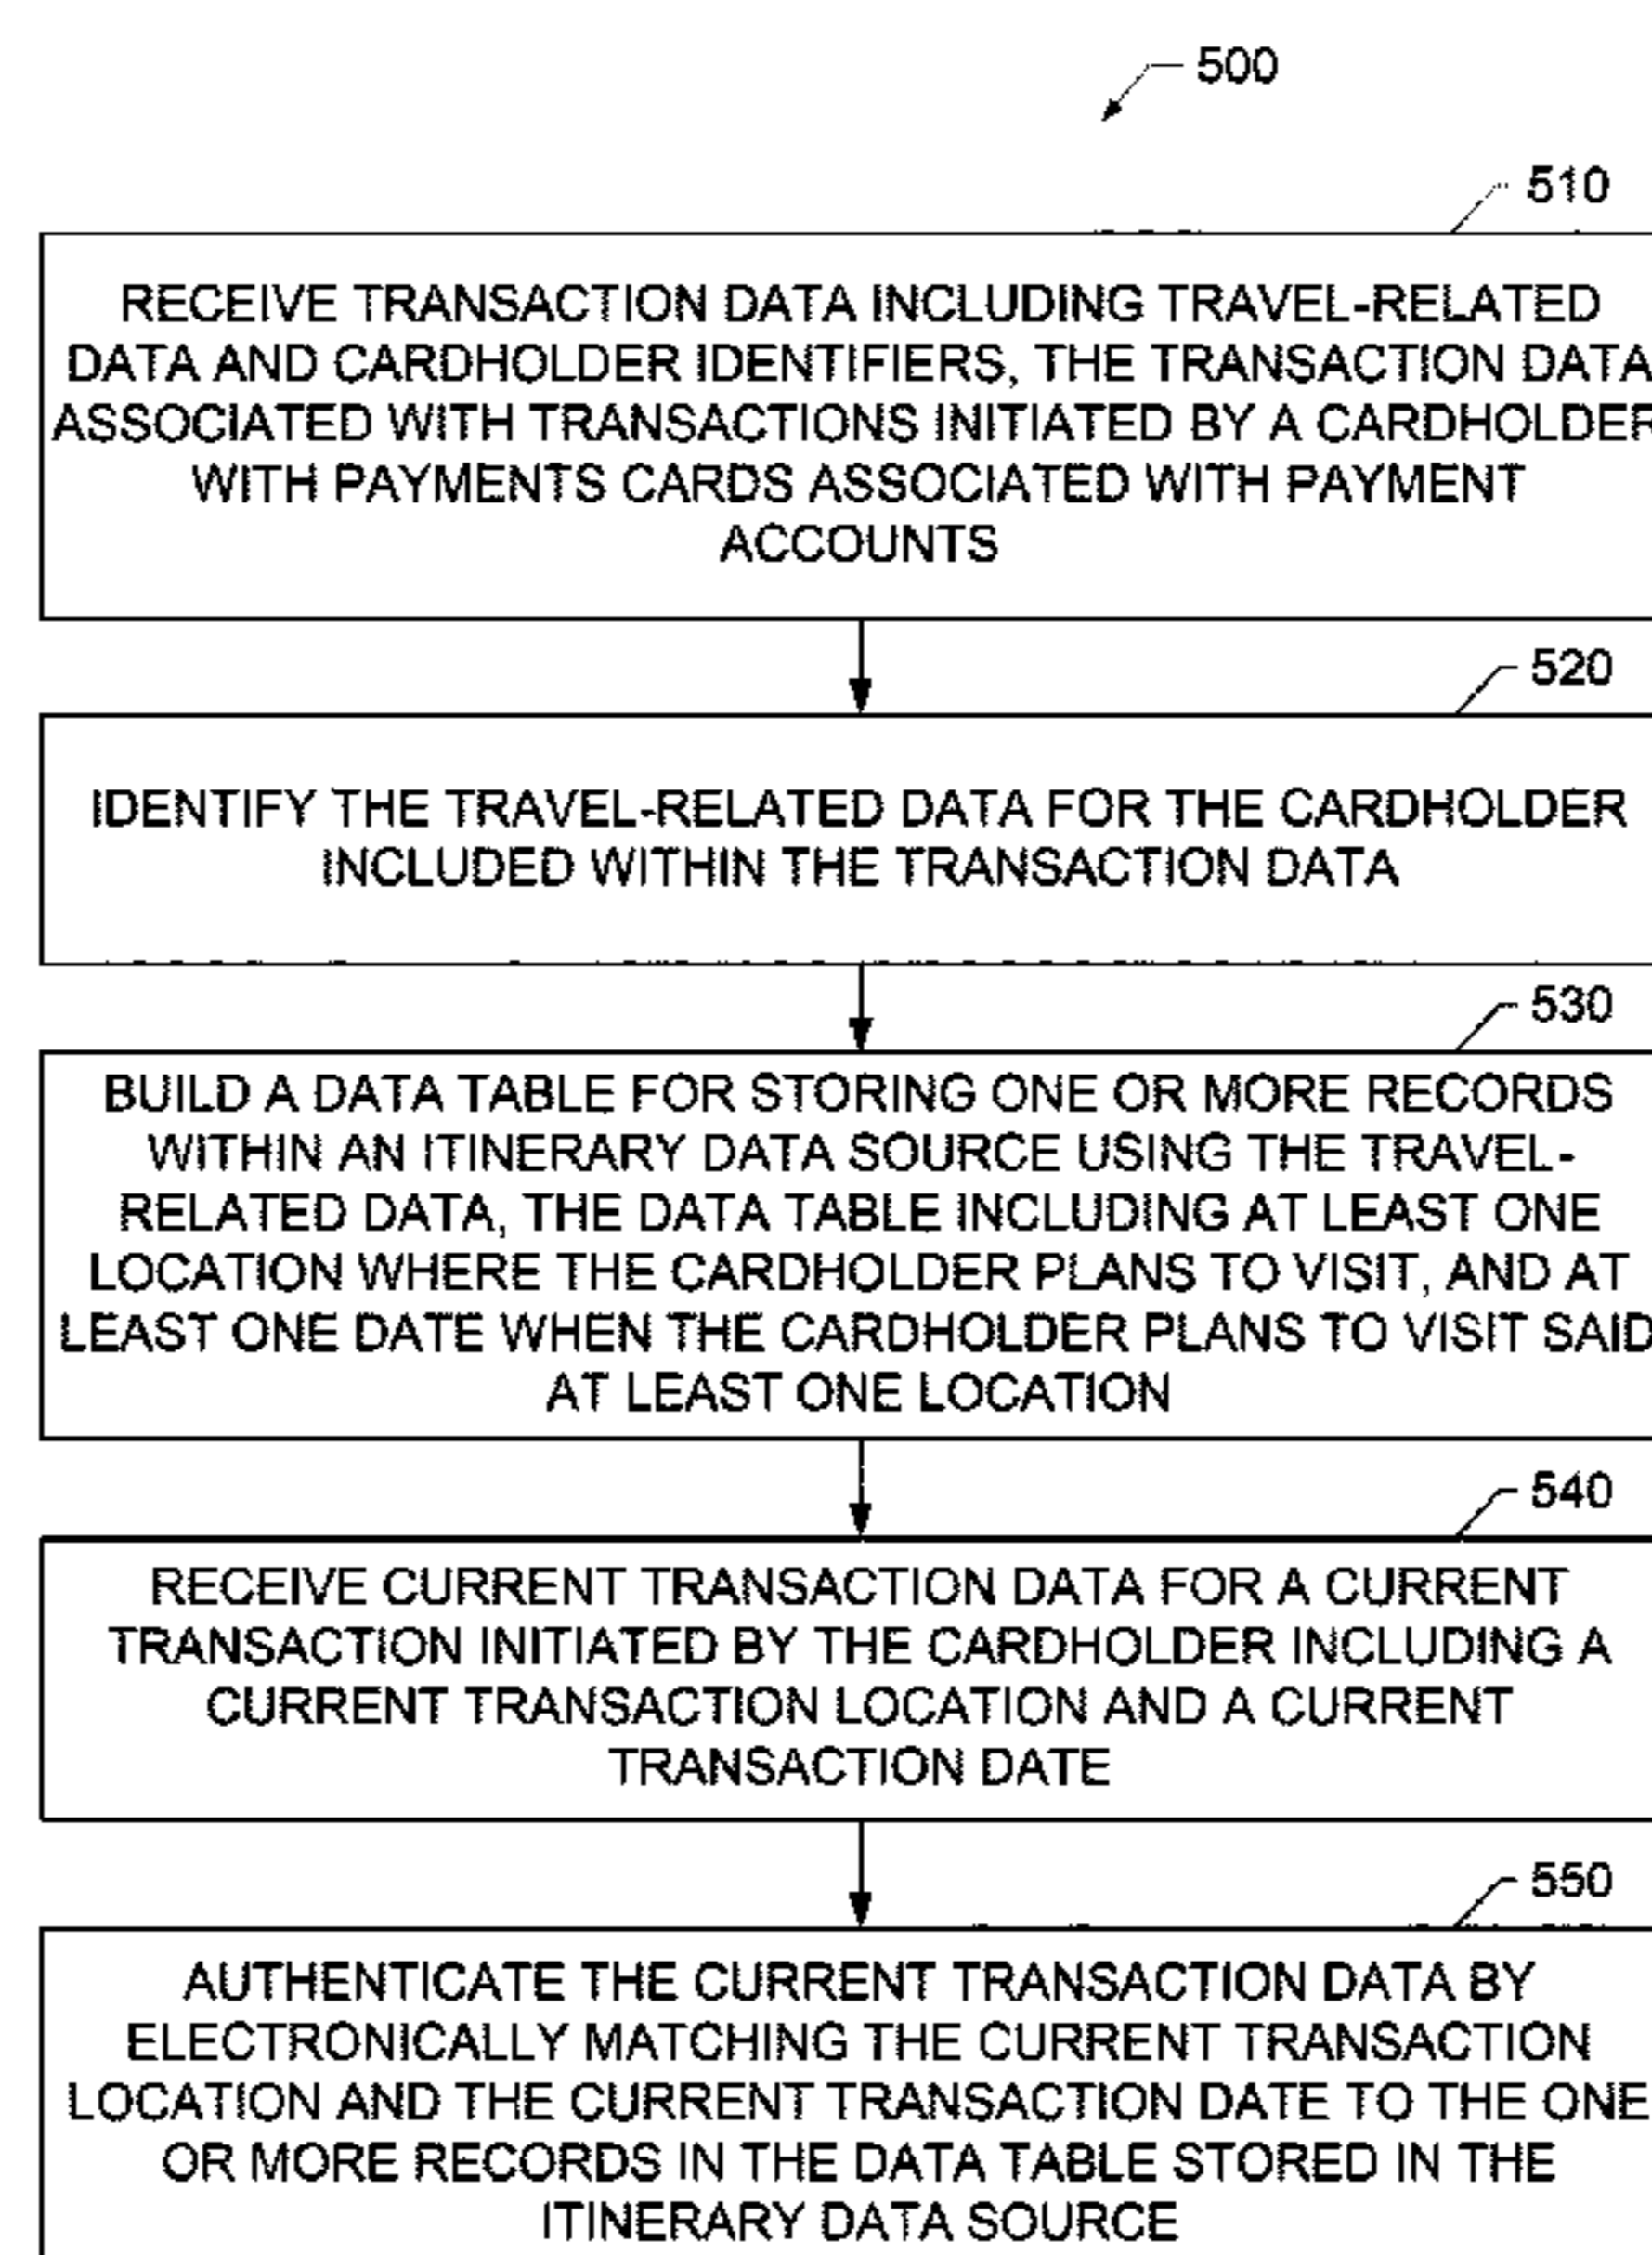 500
510
RECEIVE TRANSACTION DATA INCLUDING TRAVEL-RELATED
DATA AND CARDHOLDER IDENTIFIERS, THE TRANSACTION DATA
ASSOCIATED WITH TRANSACTIONS INITIATED BY A CARDHOLDER
WITH PAYMENTS CARDS ASSOCIATED WITH PAYMENT
ACCOUNTS
520
IDENTIFY THE TRAVEL-RELATED DATA FOR THE CARDHOLDER
INCLUDED WITHIN THE TRANSACTION DATA
530
BUILD A DATA TABLE FOR STORING ONE OR MORE RECORDS
WITHIN AN ITINERARY DATA SOURCE USING THE TRAVEL-
RELATED DATA, THE DATA TABLE INCLUDING AT LEAST ONE
LOCATION WHERE THE CARDHOLDER PLANS TO VISIT, AND AT
LEAST ONE DATE WHEN THE CARDHOLDER PLANS TO VISIT SAID
AT LEAST ONE LOCATION
540
RECEIVE CURRENT TRANSACTION DATA FOR A CURRENT
TRANSACTION INITIATED BY THE CARDHOLDER INCLUDING A
CURRENT TRANSACTION LOCATION AND A CURRENT
TRANSACTION DATE
550
AUTHENTICATE THE CURRENT TRANSACTION DATA BY
ELECTRONICALLY MATCHING THE CURRENT TRANSACTION
LOCATION AND THE CURRENT TRANSACTION DATE TO THE ONE
OR MORE RECORDS IN THE DATA TABLE STORED IN THE
ITINERARY DATA SOURCE